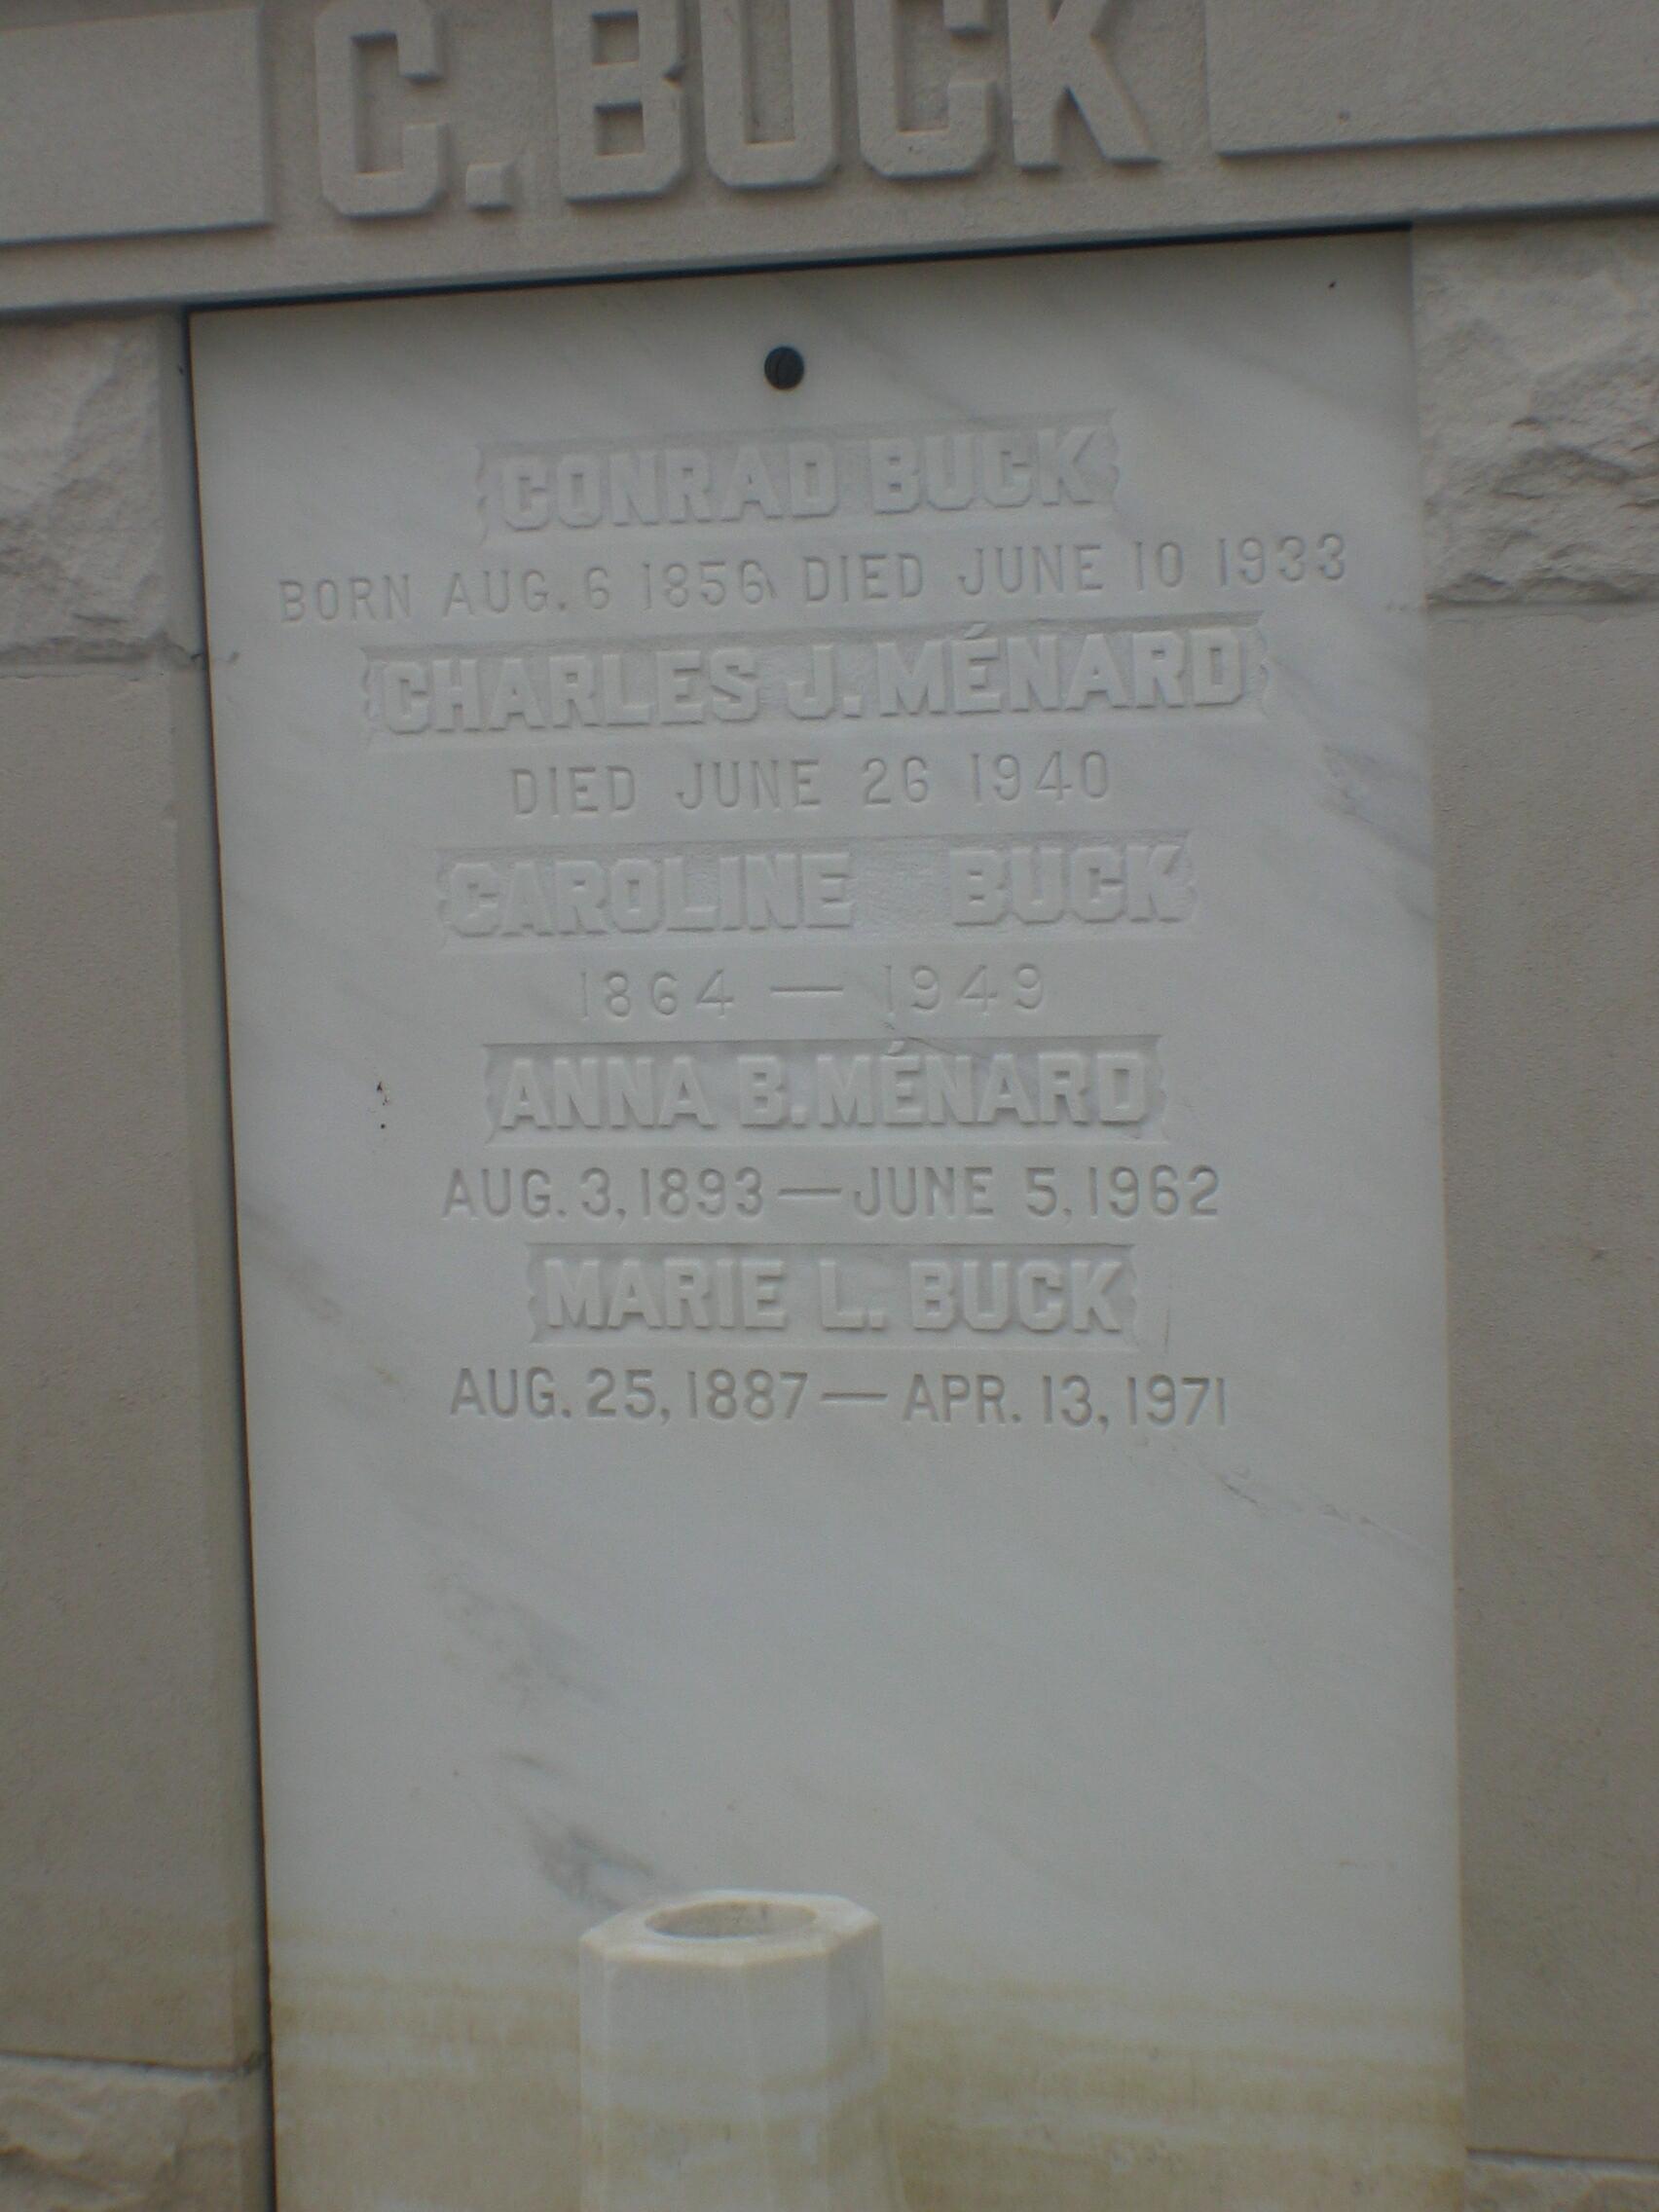 C. BUCK
CONRAD BUCK
BORN AUG. 6 1856 DIED JUNE 10 1933
CHARLES J. MÉNARD
DIED JUNE 26 1940
CAROLINE BUCK
1864 — 1949
ANNA B. MÉNARD
AUG. 3, 1893 — JUNE 5, 1962
MARIE L. BUCK
AUG. 25, 1887 — APR. 13, 1971